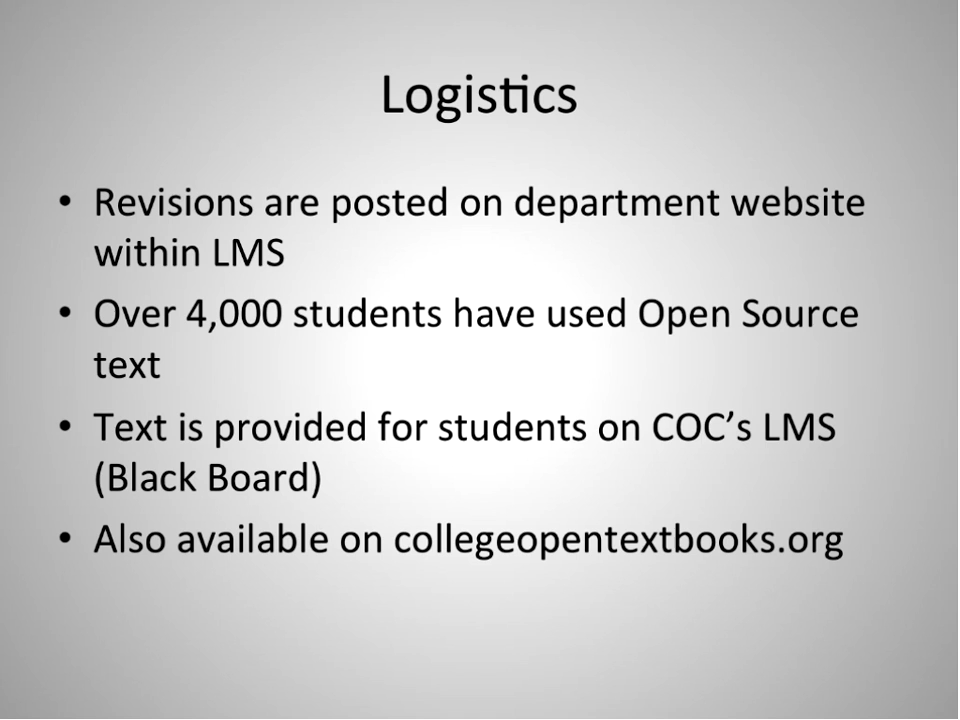 Logistics
• Revisions are posted on department website
within LMS
• Over 4,000 students have used Open Source
text
• Text is provided for students on COC’s LMS
(Black Board)
• Also available on collegeopentextbooks.org